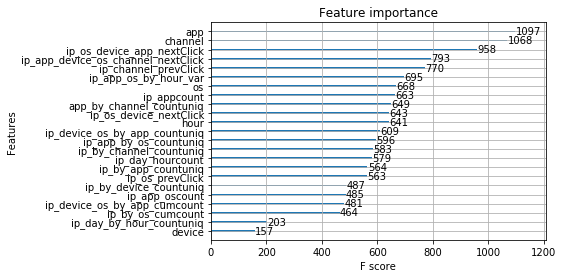 Feature importance
app 1097
channel 1068
ip_os_device_app_nextClick 958
ip_app_device_os_channel_nextClick 793
ip_channel_prevClick 770
ip_app_os_by_hour_var 695
os 668
ip_appcount 663
app_by_channel_countuniq 649
ip_os_device_nextClick 643
hour 641
ip_device_os_by_app_countuniq 609
ip_app_by_os_countuniq 596
ip_by_channel_countuniq 583
ip_day_hourcount 579
ip_by_app_countuniq 564
ip_os_prevClick 563
ip_by_device_countuniq 487
ip_app_oscount 485
ip_device_os_by_app_cumcount 481
ip_by_os_cumcount 464
ip_day_by_hour_countuniq 203
device 157
0 200 400 600 800 1000 1200
F score
Features